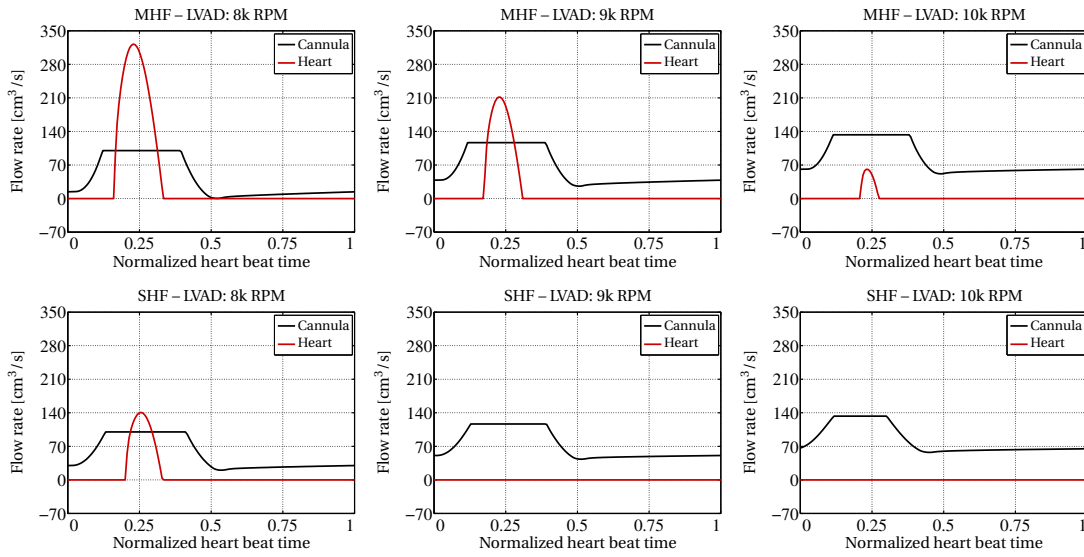 MHF – LVAD: 8k RPM
350
280
210
140
70
0
−70
Flow rate [cm³/s]
Cannula
Heart
0 0.25 0.5 0.75 1
Normalized heart beat time
MHF – LVAD: 9k RPM
350
280
210
140
70
0
−70
Flow rate [cm³/s]
Cannula
Heart
0 0.25 0.5 0.75 1
Normalized heart beat time
MHF – LVAD: 10k RPM
350
280
210
140
70
0
−70
Flow rate [cm³/s]
Cannula
Heart
0 0.25 0.5 0.75 1
Normalized heart beat time
SHF – LVAD: 8k RPM
350
280
210
140
70
0
−70
Flow rate [cm³/s]
Cannula
Heart
0 0.25 0.5 0.75 1
Normalized heart beat time
SHF – LVAD: 9k RPM
350
280
210
140
70
0
−70
Flow rate [cm³/s]
Cannula
Heart
0 0.25 0.5 0.75 1
Normalized heart beat time
SHF – LVAD: 10k RPM
350
280
210
140
70
0
−70
Flow rate [cm³/s]
Cannula
Heart
0 0.25 0.5 0.75 1
Normalized heart beat time